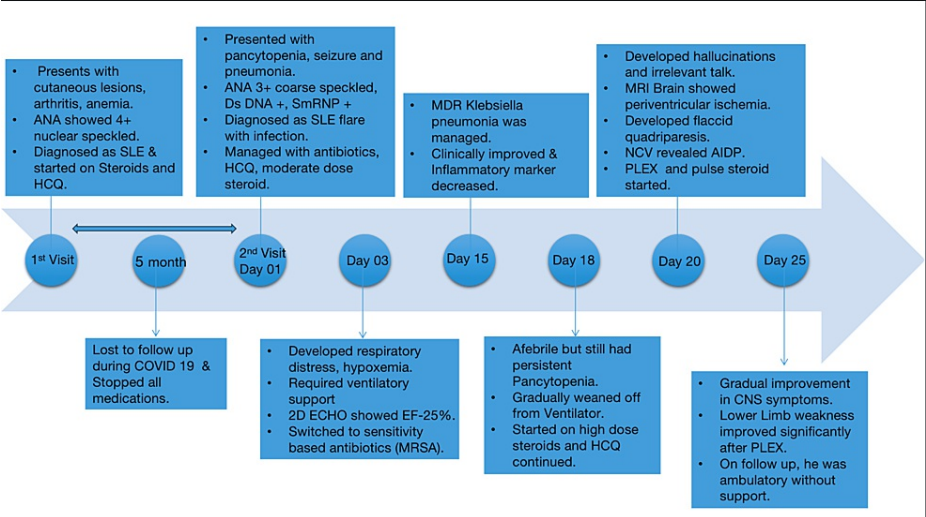 • Presents with
cutaneous lesions,
arthritis, anemia.
• ANA showed 4+
nuclear speckled.
• Diagnosed as SLE &
started on Steroids and
HCQ.
• Presented with
pancytopenia, seizure and
pneumonia.
• ANA 3+ coarse speckled,
Ds DNA +, SmRNP +
• Diagnosed as SLE flare
with infection.
• Managed with antibiotics,
HCQ, moderate dose
steroid.
• MDR Klebsiella
pneumonia was
managed.
• Clinically improved &
Inflammatory marker
decreased.
• Developed hallucinations
and irrelevant talk.
• MRI Brain showed
periventricular ischemia.
• Developed flaccid
quadriparesis.
• NCV revealed AIDP.
• PLEX and pulse steroid
started.
1st Visit
5 month
2nd Visit
Day 01
Day 03
Day 15
Day 18
Day 20
Day 25
Lost to follow up
during COVID 19 &
Stopped all
medications.
• Developed respiratory
distress, hypoxemia.
• Required ventilatory
support
• 2D ECHO showed EF-25%.
• Switched to sensitivity
based antibiotics (MRSA).
• Afebrile but still had
persistent
Pancytopenia.
• Gradually weaned off
from Ventilator.
• Started on high dose
steroids and HCQ
continued.
• Gradual improvement
in CNS symptoms.
• Lower Limb weakness
improved significantly
after PLEX.
• On follow up, he was
ambulatory without
support.